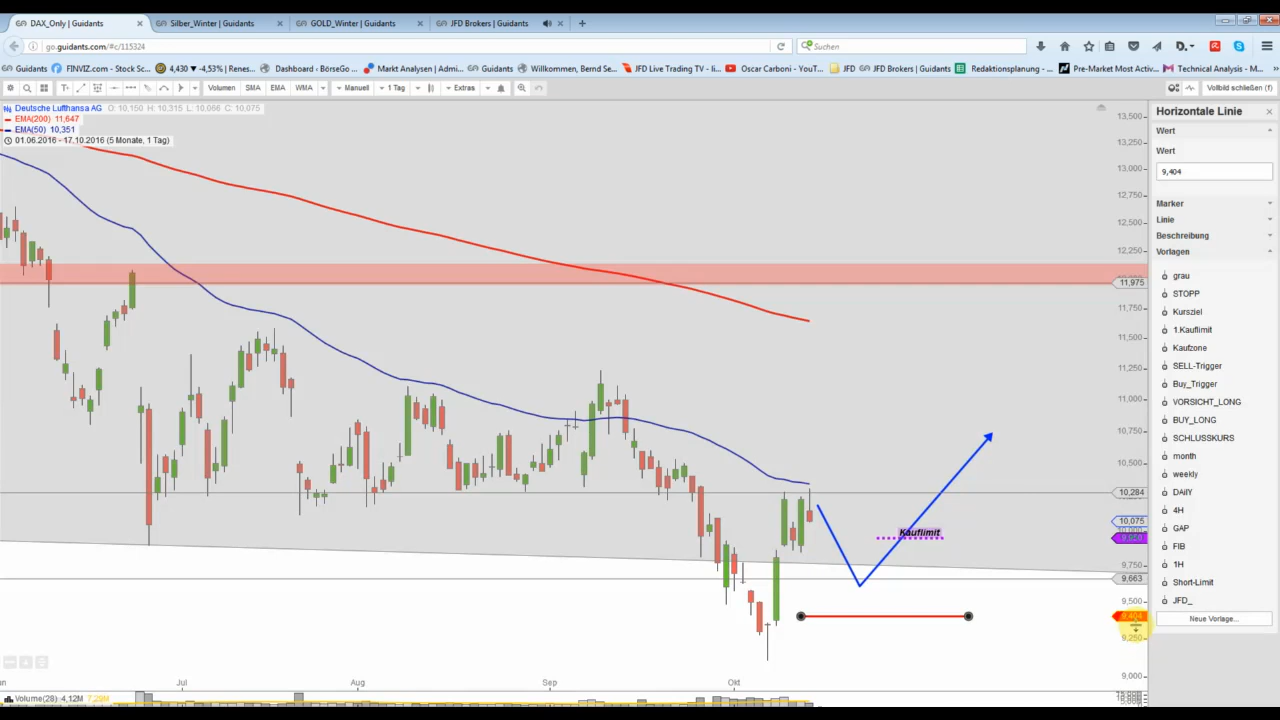 DAX_Only | Guidants
Silber_Winter | Guidants
GOLD_Winter | Guidants
JFD Brokers | Guidants
go.guidants.com/#c/115324
Suchen
Guidants
FINVIZ.com - Stock Sc...
4,430 ▼ -4,53% | Renes...
Dashboard ‹ BörseGo ...
Markt Analysen | Admi...
Guidants
Willkommen, Bernd Se...
JFD Live Trading TV - li...
Oscar Carboni - YouT...
JFD
JFD Brokers | Guidants
Redaktionsplanung - ...
Pre-Market Most Activ...
Technical Analysis - M...
Volumen SMA EMA WMA Manuell 1 Tag Extras
Vollbild schließen (f)
Deutsche Lufthansa AG O: 10,150 H: 10,315 L: 10,066 C: 10,075
EMA(200) 11,647
EMA(50) 10,351
01.06.2016 - 17.10.2016 (5 Monate, 1 Tag)
13,500
13,250
13,000
12,750
12,500
12,250
11,975
11,750
11,500
11,250
11,000
10,750
10,500
10,284
10,075
9,950
9,750
9,663
9,500
9,404
9,250
9,000
Kauflimit
Jul
Aug
Sep
Okt
Volume(28) 4,12M 7,29M
Horizontale Linie
Wert
Wert
9,404
Marker
Linie
Beschreibung
Vorlagen
grau
STOPP
Kursziel
1.Kauflimit
Kaufzone
SELL-Trigger
Buy_Trigger
VORSICHT_LONG
BUY_LONG
SCHLUSSKURS
month
weekly
DAilY
4H
GAP
FIB
1H
Short-Limit
JFD_
Neue Vorlage...